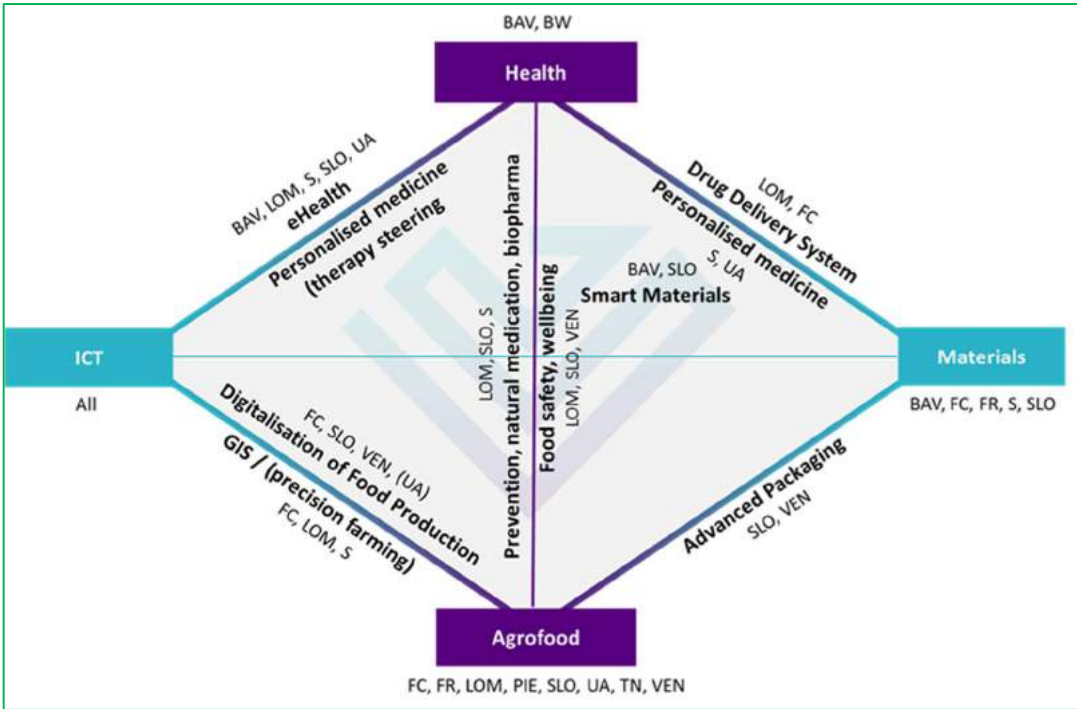 BAV, BW
Health
BAV, LOM, S, SLO, UA
eHealth
Personalised medicine
(therapy steering
LOM, FC
Drug Delivery System
Personalised medicine
S, UA
BAV, SLO
Smart Materials
LOM, SLO, S
Prevention, natural medication, biopharma
Food safety, wellbeing
LOM, SLO, VEN
ICT
All
Materials
BAV, FC, FR, S, SLO
FC, SLO, VEN, (UA)
Digitalisation of Food Production
GIS / (precision farming)
FC, LOM, S
Advanced Packaging
SLO, VEN
Agrofood
FC, FR, LOM, PIE, SLO, UA, TN, VEN